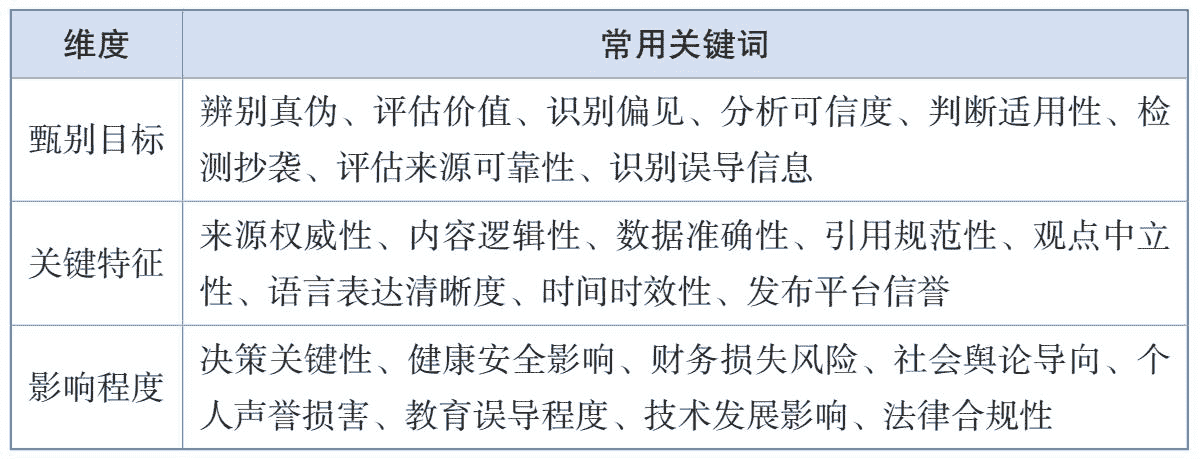 维度 常用关键词
甄别目标
辨别真伪、评估价值、识别偏见、分析可信度、判断适用性、检
测抄袭、评估来源可靠性、识别误导信息
关键特征
来源权威性、内容逻辑性、数据准确性、引用规范性、观点中立
性、语言表达清晰度、时间时效性、发布平台信誉
影响程度
决策关键性、健康安全影响、财务损失风险、社会舆论导向、个
人声誉损害、教育误导程度、技术发展影响、法律合规性